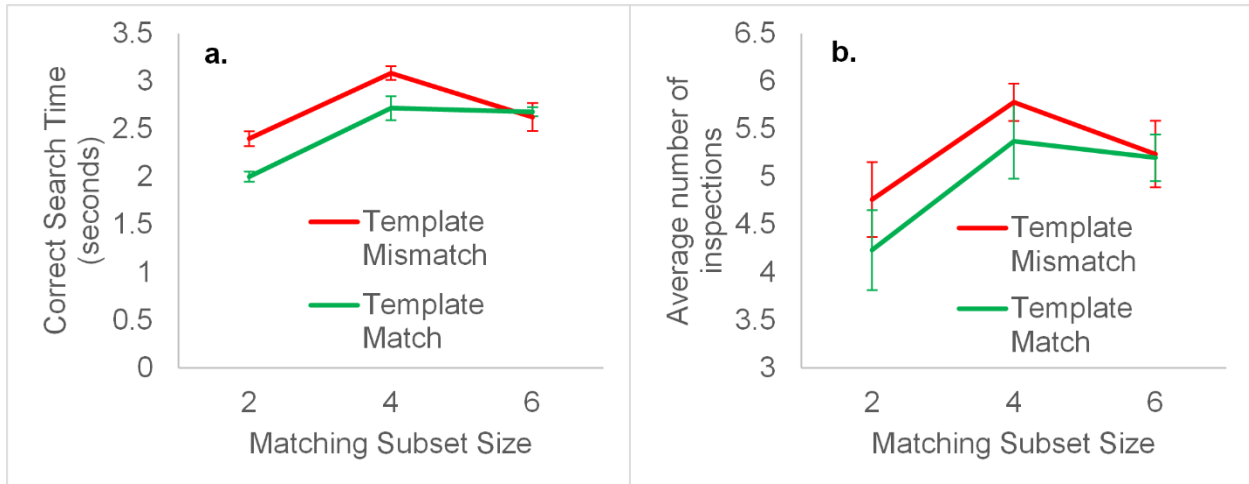 a.
Correct Search Time
(seconds)
3.5
3
2.5
2
1.5
1
0.5
0
Template
Mismatch
Template
Match
2
4
6
Matching Subset Size
b.
Average number of
inspections
6.5
6
5.5
5
4.5
4
3.5
3
Template
Mismatch
Template
Match
2
4
6
Matching Subset Size